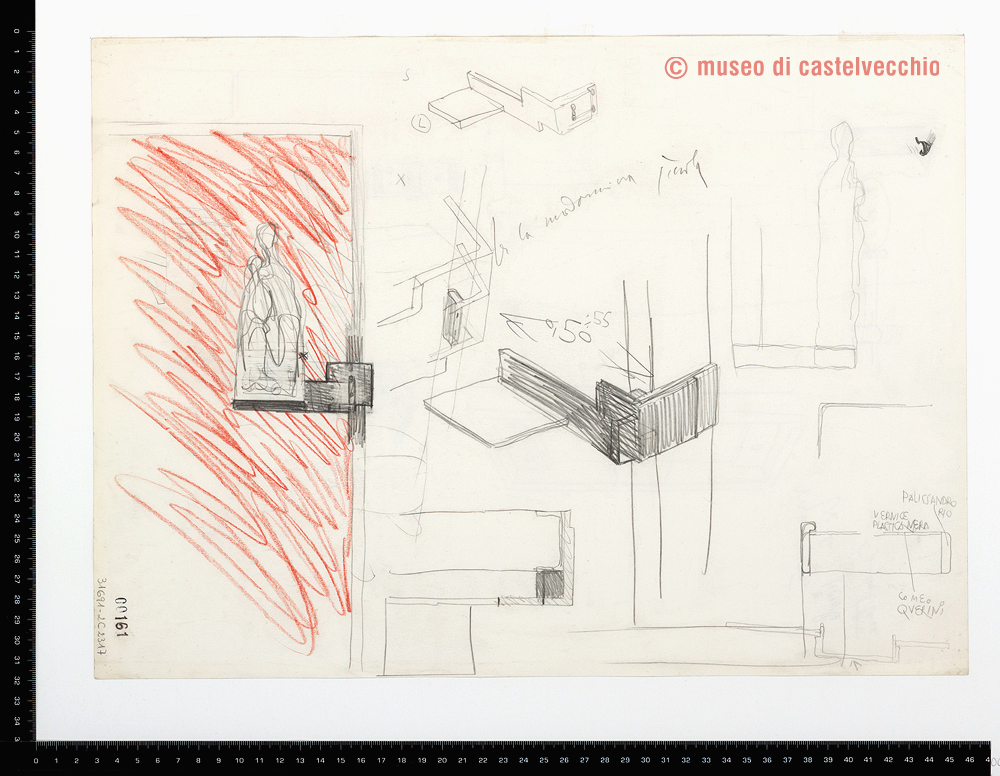 © museo di castelvecchio
S
L
X
per la madonnina
0,50÷55
PALISSANDRO
RIO
VERNICE
PLASTICA NERA
COME
QUERINI
31691-2C 2317
00161
0 1 2 3 4 5 6 7 8 9 10 11 12 13 14 15 16 17 18 19 20 21 22 23 24 25 26 27 28 29 30 31 32 33 34
0 1 2 3 4 5 6 7 8 9 10 11 12 13 14 15 16 17 18 19 20 21 22 23 24 25 26 27 28 29 30 31 32 33 34 35 36 37 38 39 40 41 42 43 44 45 46